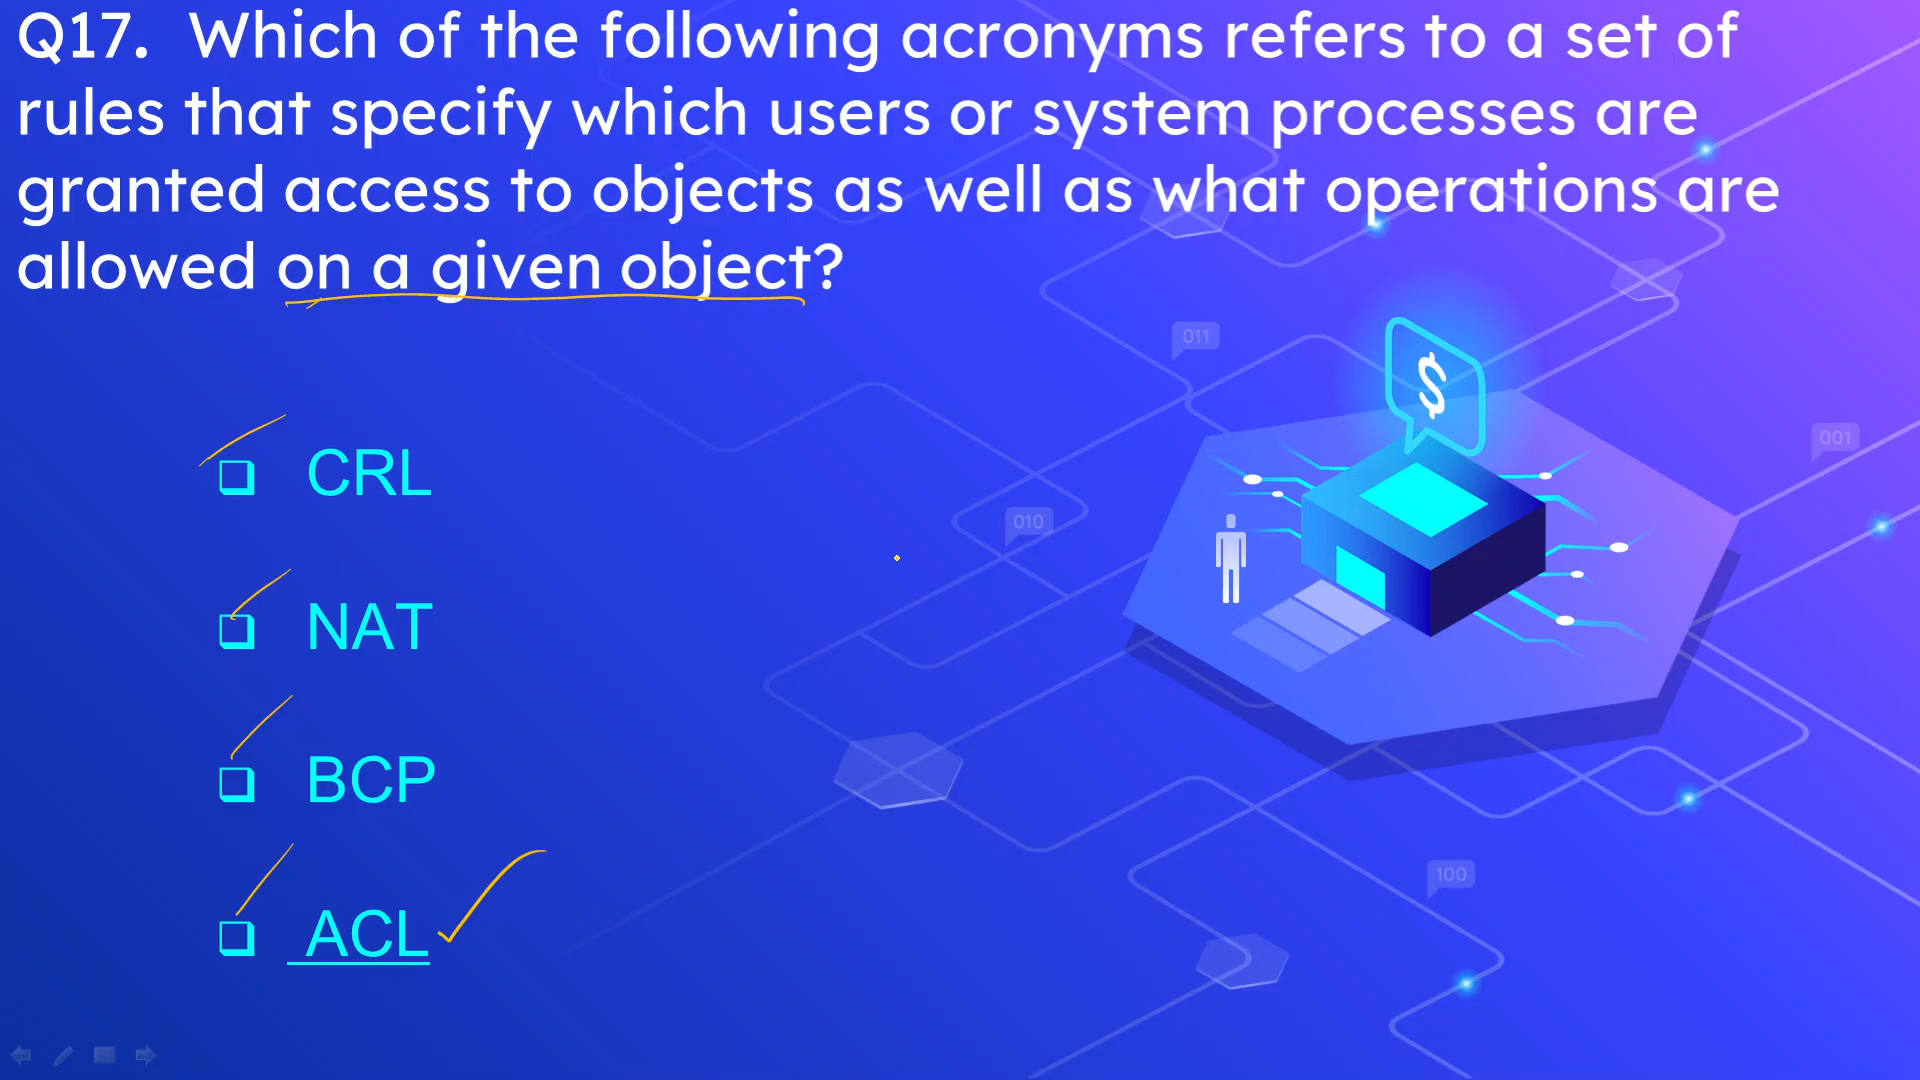 Q17. Which of the following acronyms refers to a set of
rules that specify which users or system processes are
granted access to objects as well as what operations are
allowed on a given object?
$
011
001
010
CRL
NAT
BCP
100
ACL